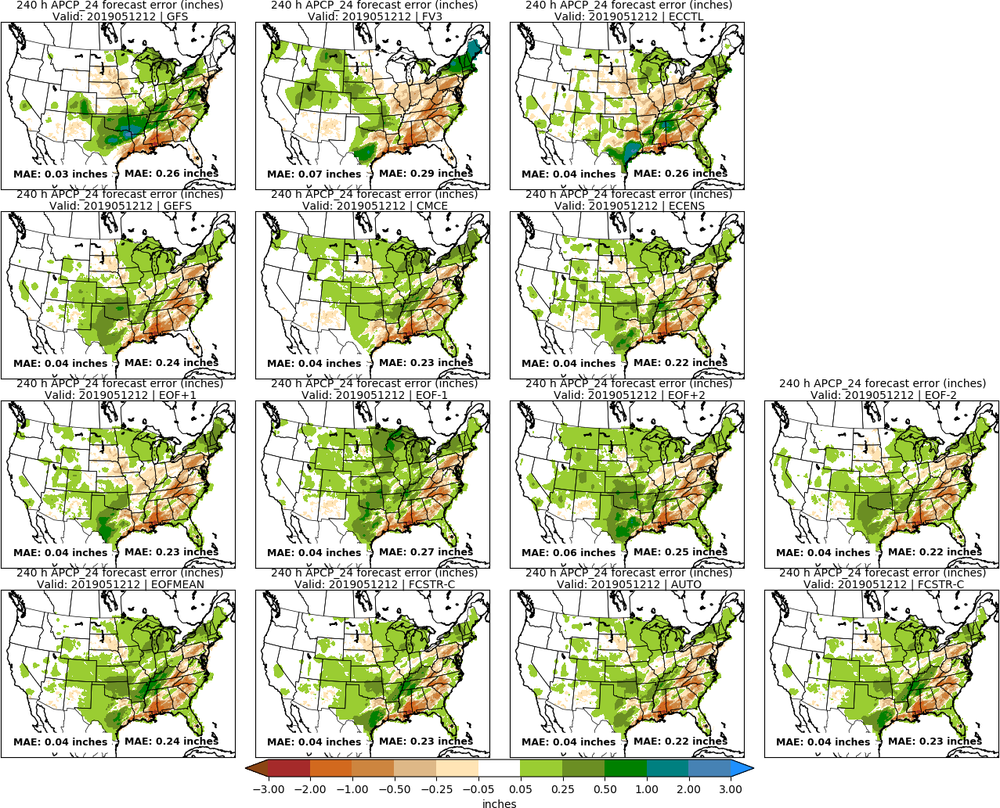 240 h APCP_24 forecast error (inches)
Valid: 2019051212 | GFS
MAE: 0.03 inches
MAE: 0.26 inches
240 h APCP_24 forecast error (inches)
Valid: 2019051212 | FV3
MAE: 0.07 inches
MAE: 0.29 inches
240 h APCP_24 forecast error (inches)
Valid: 2019051212 | ECCTL
MAE: 0.04 inches
MAE: 0.26 inches
240 h APCP_24 forecast error (inches)
Valid: 2019051212 | GEFS
MAE: 0.04 inches
MAE: 0.24 inches
240 h APCP_24 forecast error (inches)
Valid: 2019051212 | CMCE
MAE: 0.04 inches
MAE: 0.23 inches
240 h APCP_24 forecast error (inches)
Valid: 2019051212 | ECENS
MAE: 0.04 inches
MAE: 0.22 inches
240 h APCP_24 forecast error (inches)
Valid: 2019051212 | EOF+1
MAE: 0.04 inches
MAE: 0.23 inches
240 h APCP_24 forecast error (inches)
Valid: 2019051212 | EOF-1
MAE: 0.04 inches
MAE: 0.27 inches
240 h APCP_24 forecast error (inches)
Valid: 2019051212 | EOF+2
MAE: 0.06 inches
MAE: 0.25 inches
240 h APCP_24 forecast error (inches)
Valid: 2019051212 | EOF-2
MAE: 0.04 inches
MAE: 0.22 inches
240 h APCP_24 forecast error (inches)
Valid: 2019051212 | EOFMEAN
MAE: 0.04 inches
MAE: 0.24 inches
240 h APCP_24 forecast error (inches)
Valid: 2019051212 | FCSTR-C
MAE: 0.04 inches
MAE: 0.23 inches
240 h APCP_24 forecast error (inches)
Valid: 2019051212 | AUTO
MAE: 0.04 inches
MAE: 0.22 inches
240 h APCP_24 forecast error (inches)
Valid: 2019051212 | FCSTR-C
MAE: 0.04 inches
MAE: 0.23 inches
−3.00 −2.00 −1.00 −0.50 −0.25 −0.05 0.05 0.25 0.50 1.00 2.00 3.00
inches